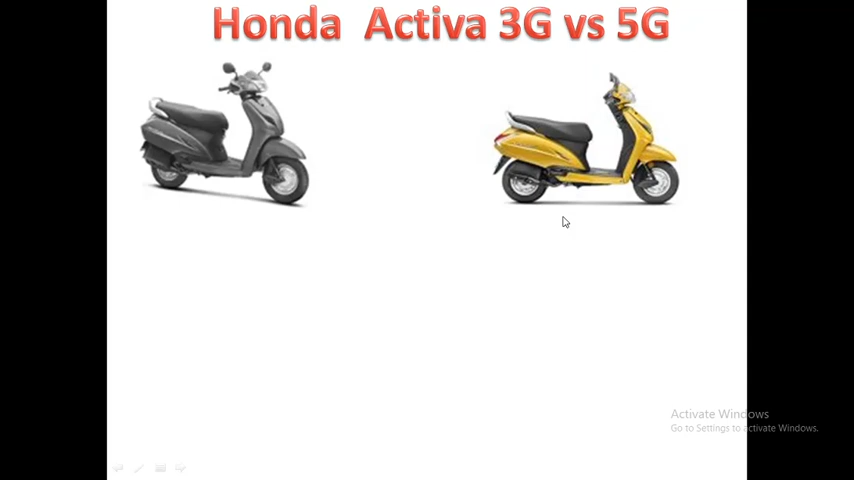 Honda Activa 3G vs 5G
Activate Windows
Go to Settings to activate Windows.